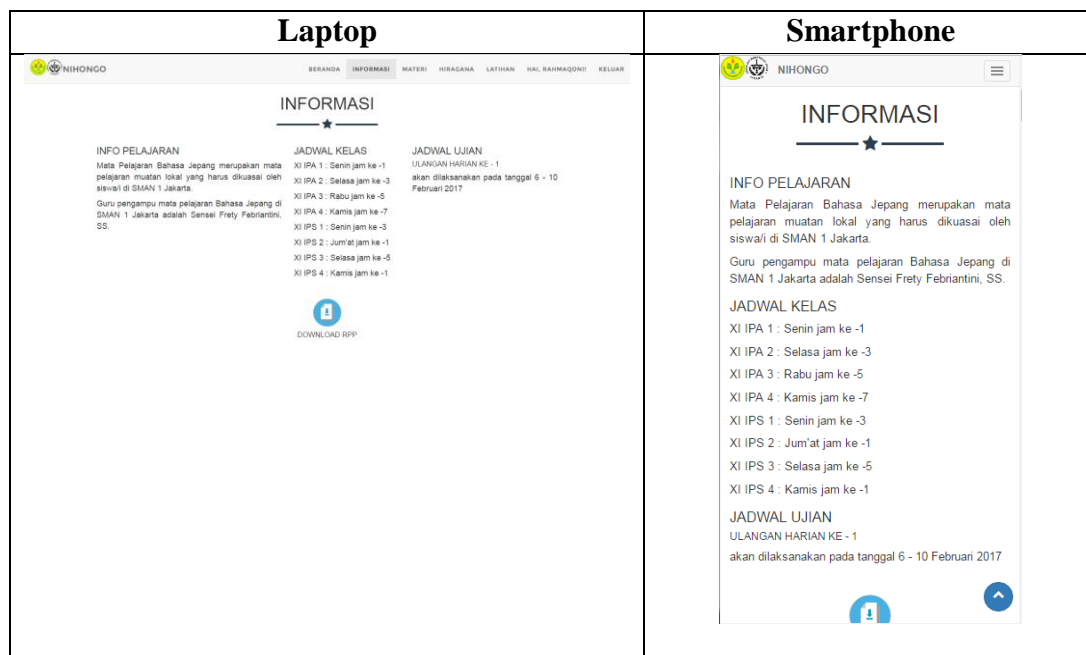 Laptop
Smartphone
NIHONGO
BERANDA INFORMASI MATERI HIRAGANA LATIHAN HAL. RAHMAQONI! KELUAR
INFORMASI
INFO PELAJARAN
Mata Pelajaran Bahasa Jepang merupakan mata
pelajaran muatan lokal yang harus dikuasai oleh
siswa/i di SMAN 1 Jakarta.
Guru pengampu mata pelajaran Bahasa Jepang di
SMAN 1 Jakarta adalah Sensei Frety Febriantini,
SS.
JADWAL KELAS
XI IPA 1 : Senin jam ke -1
XI IPA 2 : Selasa jam ke -3
XI IPA 3 : Rabu jam ke -5
XI IPA 4 : Kamis jam ke -7
XI IPS 1 : Senin jam ke -3
XI IPS 2 : Jum'at jam ke -1
XI IPS 3 : Selasa jam ke -5
XI IPS 4 : Kamis jam ke -1
JADWAL UJIAN
ULANGAN HARIAN KE - 1
akan dilaksanakan pada tanggal 6 - 10
Februari 2017
DOWNLOAD RPP
NIHONGO
INFORMASI
INFO PELAJARAN
Mata Pelajaran Bahasa Jepang merupakan mata
pelajaran muatan lokal yang harus dikuasai oleh
siswa/i di SMAN 1 Jakarta.
Guru pengampu mata pelajaran Bahasa Jepang di
SMAN 1 Jakarta adalah Sensei Frety Febriantini, SS.
JADWAL KELAS
XI IPA 1 : Senin jam ke -1
XI IPA 2 : Selasa jam ke -3
XI IPA 3 : Rabu jam ke -5
XI IPA 4 : Kamis jam ke -7
XI IPS 1 : Senin jam ke -3
XI IPS 2 : Jum'at jam ke -1
XI IPS 3 : Selasa jam ke -5
XI IPS 4 : Kamis jam ke -1
JADWAL UJIAN
ULANGAN HARIAN KE - 1
akan dilaksanakan pada tanggal 6 - 10 Februari 2017